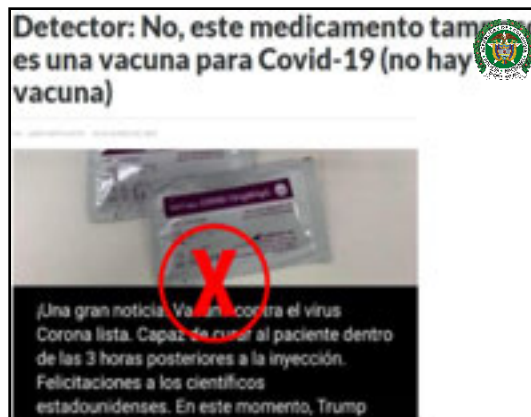 Detector: No, este medicamento
es una vacuna para Covid-19 (no hay
vacuna)
X
¡Una gran noticia! Vacuna contra el virus
Corona lista. Capaz de curar al paciente dentro
de las 3 horas posteriores a la inyección.
Felicitaciones a los científicos
estadounidenses. En este momento, Trump